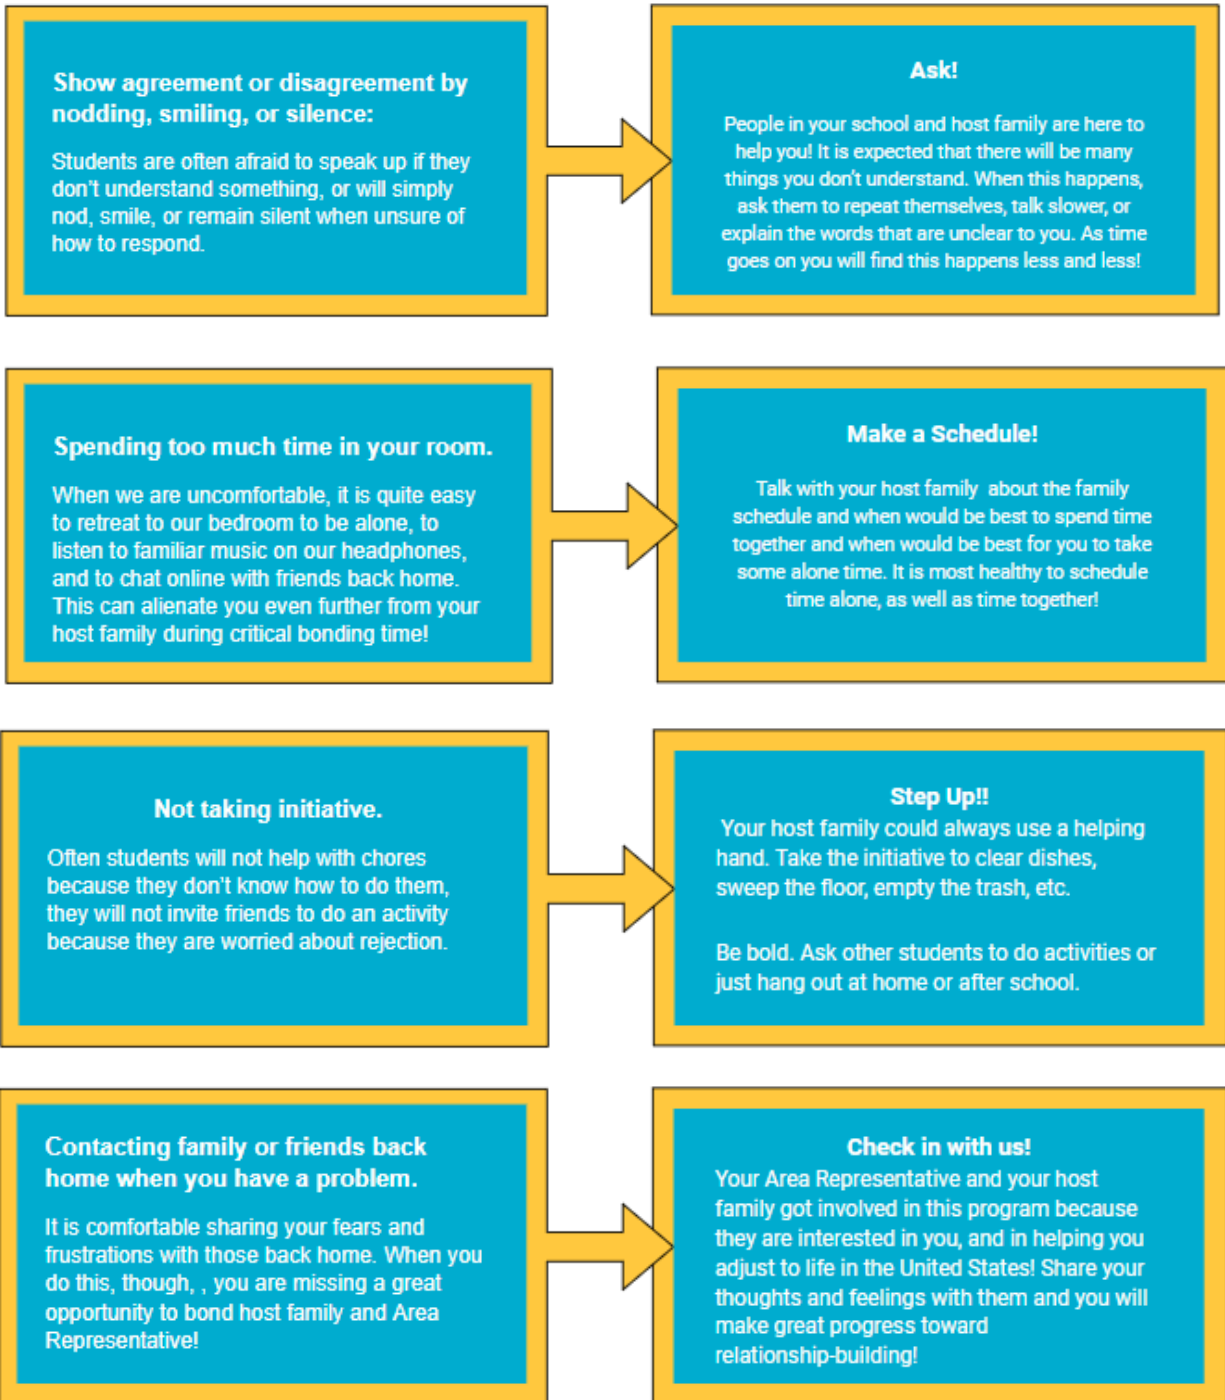 Show agreement or disagreement by
nodding, smiling, or silence:
Students are often afraid to speak up if they
don't understand something, or will simply
nod, smile, or remain silent when unsure of
how to respond.
Ask!
People in your school and host family are here to
help you! It is expected that there will be many
things you don't understand. When this happens,
ask them to repeat themselves, talk slower, or
explain the words that are unclear to you. As time
goes on you will find this happens less and less!
Spending too much time in your room.
When we are uncomfortable, it is quite easy
to retreat to our bedroom to be alone, to
listen to familiar music on our headphones,
and to chat online with friends back home.
This can alienate you even further from your
host family during critical bonding time!
Make a Schedule!
Talk with your host family  about the family
schedule and when would be best to spend time
together and when would be best for you to take
some alone time. It is most healthy to schedule
time alone, as well as time together!
Not taking initiative.
Often students will not help with chores
because they don't know how to do them,
they will not invite friends to do an activity
because they are worried about rejection.
Step Up!!
Your host family could always use a helping
hand. Take the initiative to clear dishes,
sweep the floor, empty the trash, etc.
Be bold. Ask other students to do activities or
just hang out at home or after school.
Contacting family or friends back
home when you have a problem.
It is comfortable sharing your fears and
frustrations with those back home. When you
do this, though, , you are missing a great
opportunity to bond host family and Area
Representative!
Check in with us!
Your Area Representative and your host
family got involved in this program because
they are interested in you, and in helping you
adjust to life in the United States! Share your
thoughts and feelings with them and you will
make great progress toward
relationship-building!